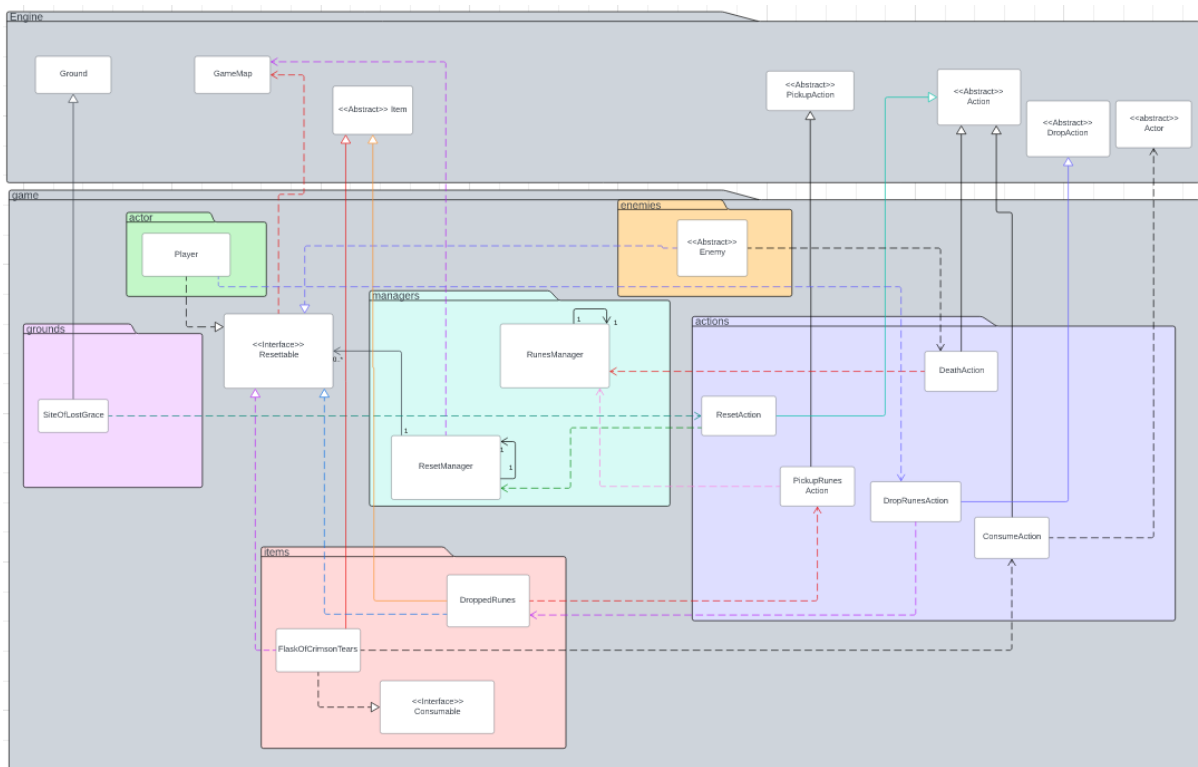 Engine
Ground
GameMap
<<Abstract>> Item
<<Abstract>>
PickupAction
<<Abstract>>
Action
<<Abstract>>
DropAction
<<abstract>>
Actor
game
actor
Player
enemies
<<Abstract>>
Enemy
grounds
SiteOfLostGrace
<<Interface>>
Resettable
managers
1
1
RunesManager
1
ResetManager
1
1
actions
DeathAction
ResetAction
PickupRunes
Action
DropRunesAction
ConsumeAction
items
DroppedRunes
FlaskOfCrimsonTears
<<Interface>>
Consumable